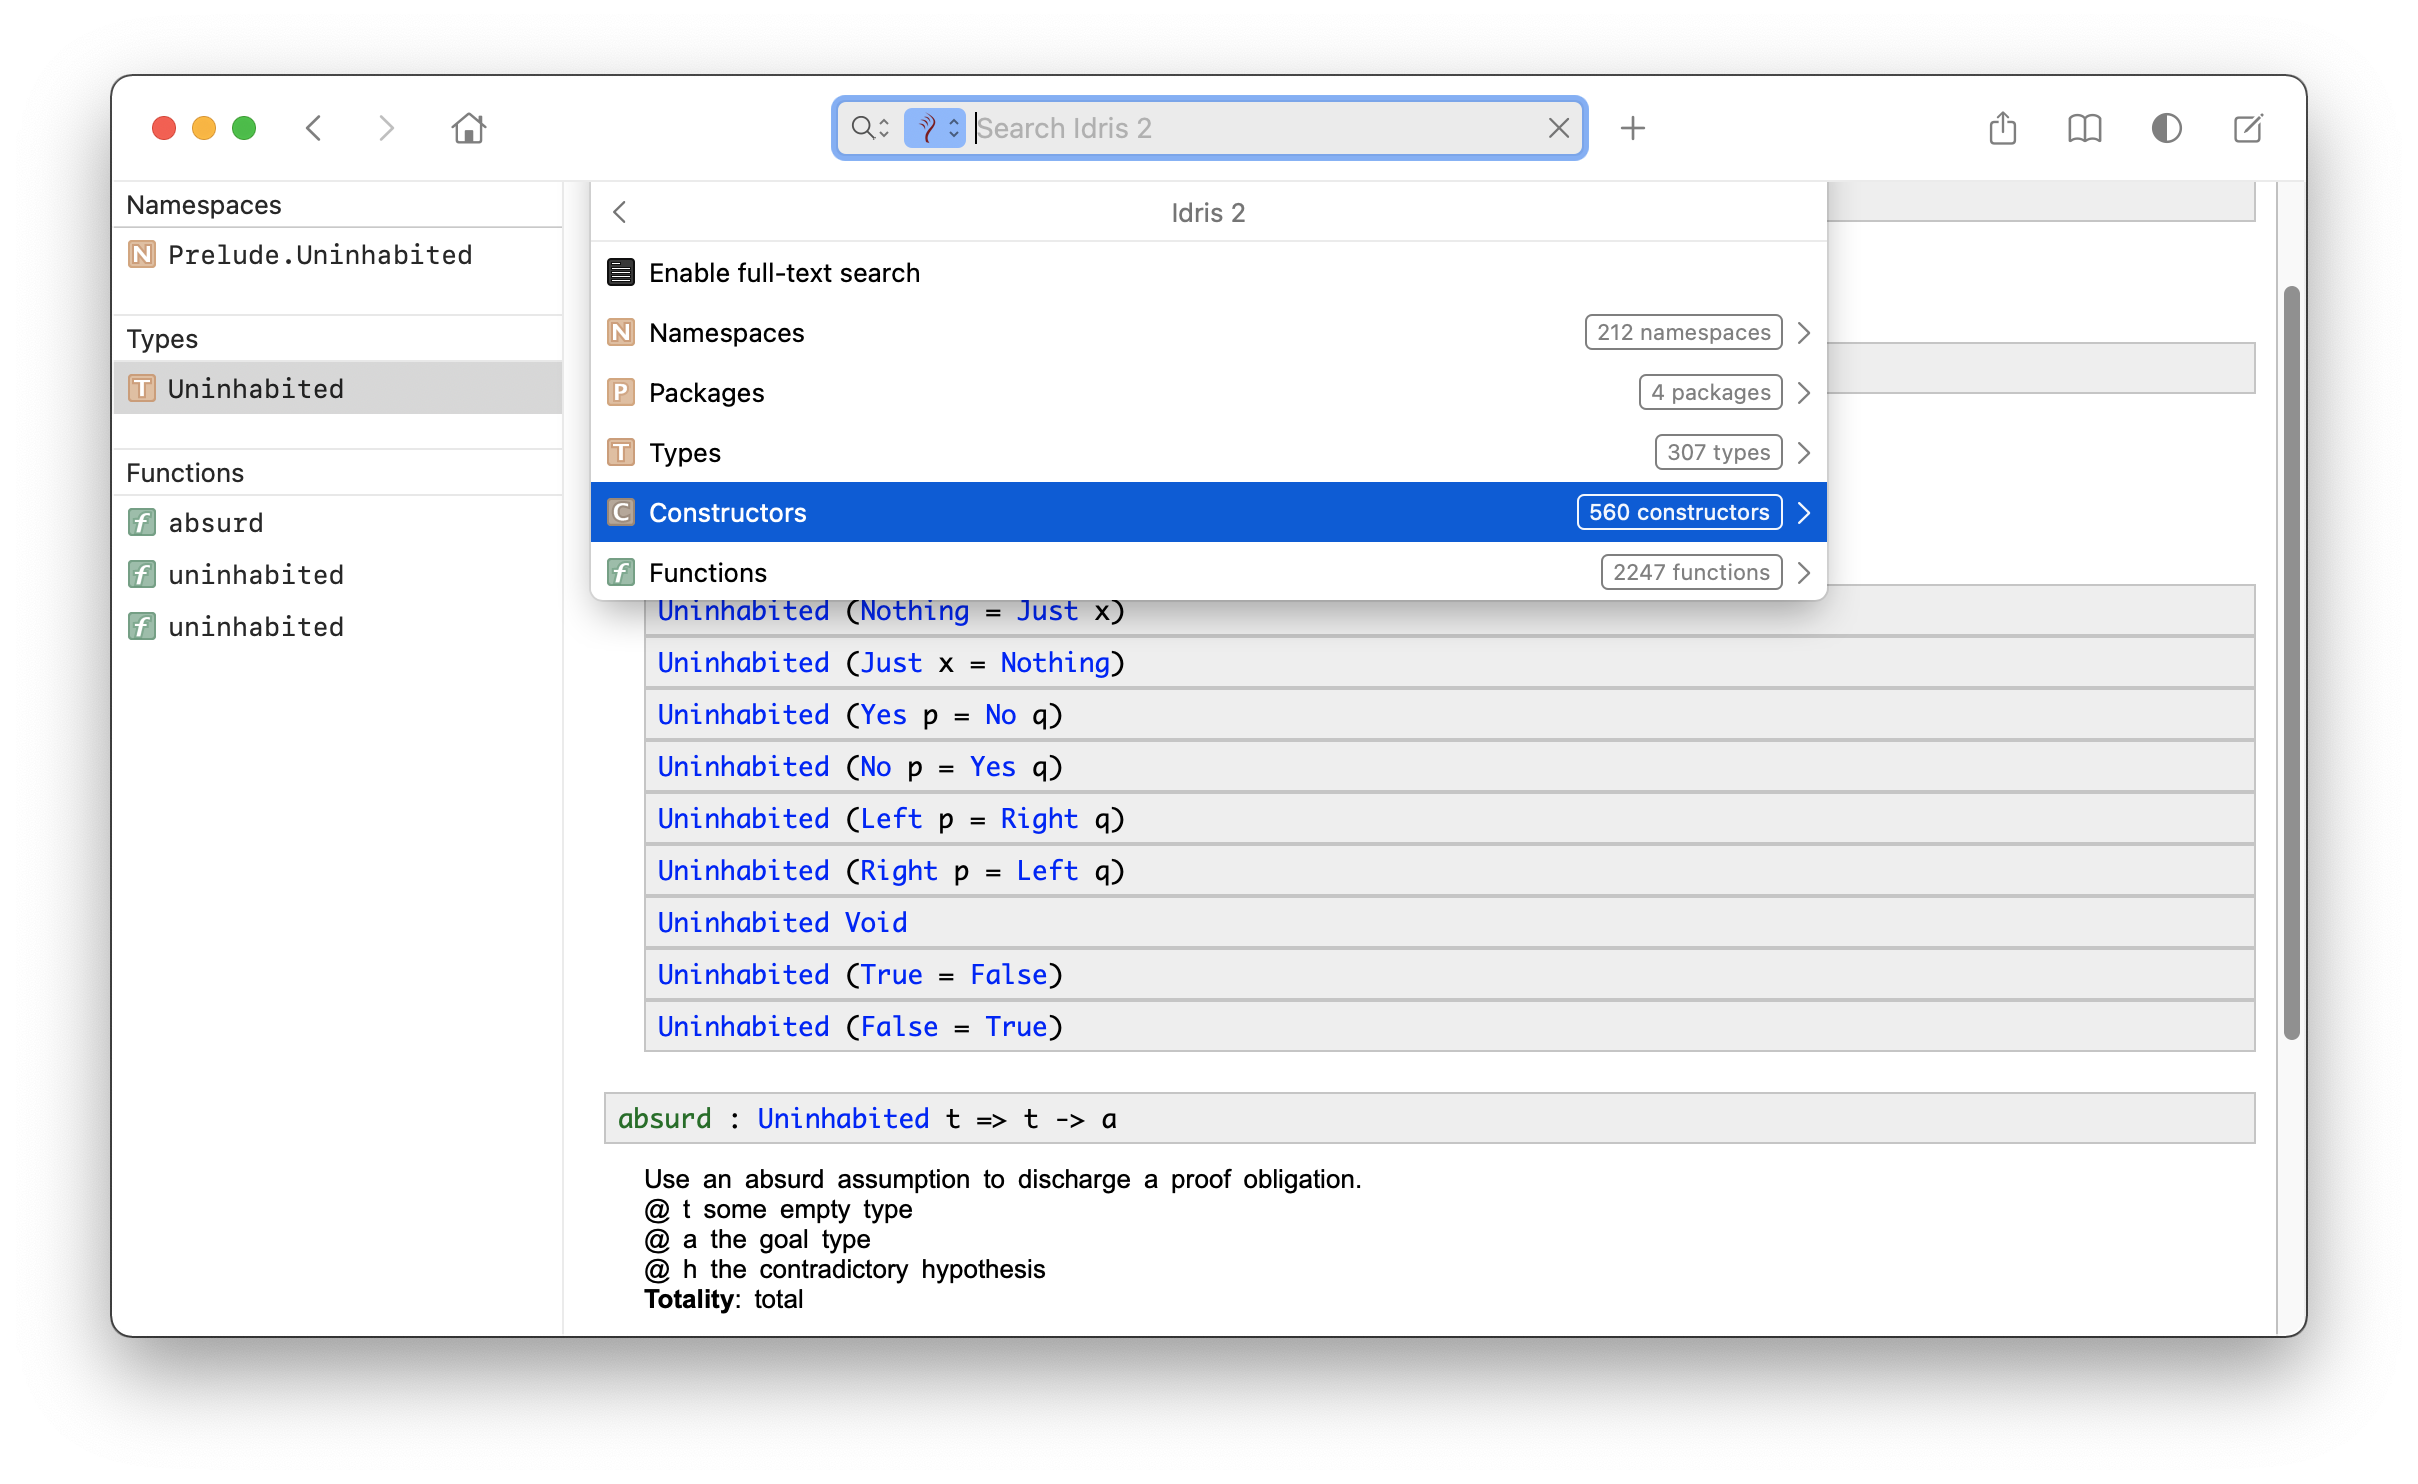 Search Idris 2
Namespaces
N Prelude.Uninhabited
Types
T Uninhabited
Functions
f absurd
f uninhabited
f uninhabited
Idris 2
Enable full-text search
N Namespaces 212 namespaces
P Packages 4 packages
T Types 307 types
C Constructors 560 constructors
f Functions 2247 functions
Uninhabited (Nothing = Just x)
Uninhabited (Just x = Nothing)
Uninhabited (Yes p = No q)
Uninhabited (No p = Yes q)
Uninhabited (Left p = Right q)
Uninhabited (Right p = Left q)
Uninhabited Void
Uninhabited (True = False)
Uninhabited (False = True)
absurd : Uninhabited t => t -> a
Use an absurd assumption to discharge a proof obligation.
@ t some empty type
@ a the goal type
@ h the contradictory hypothesis
Totality: total